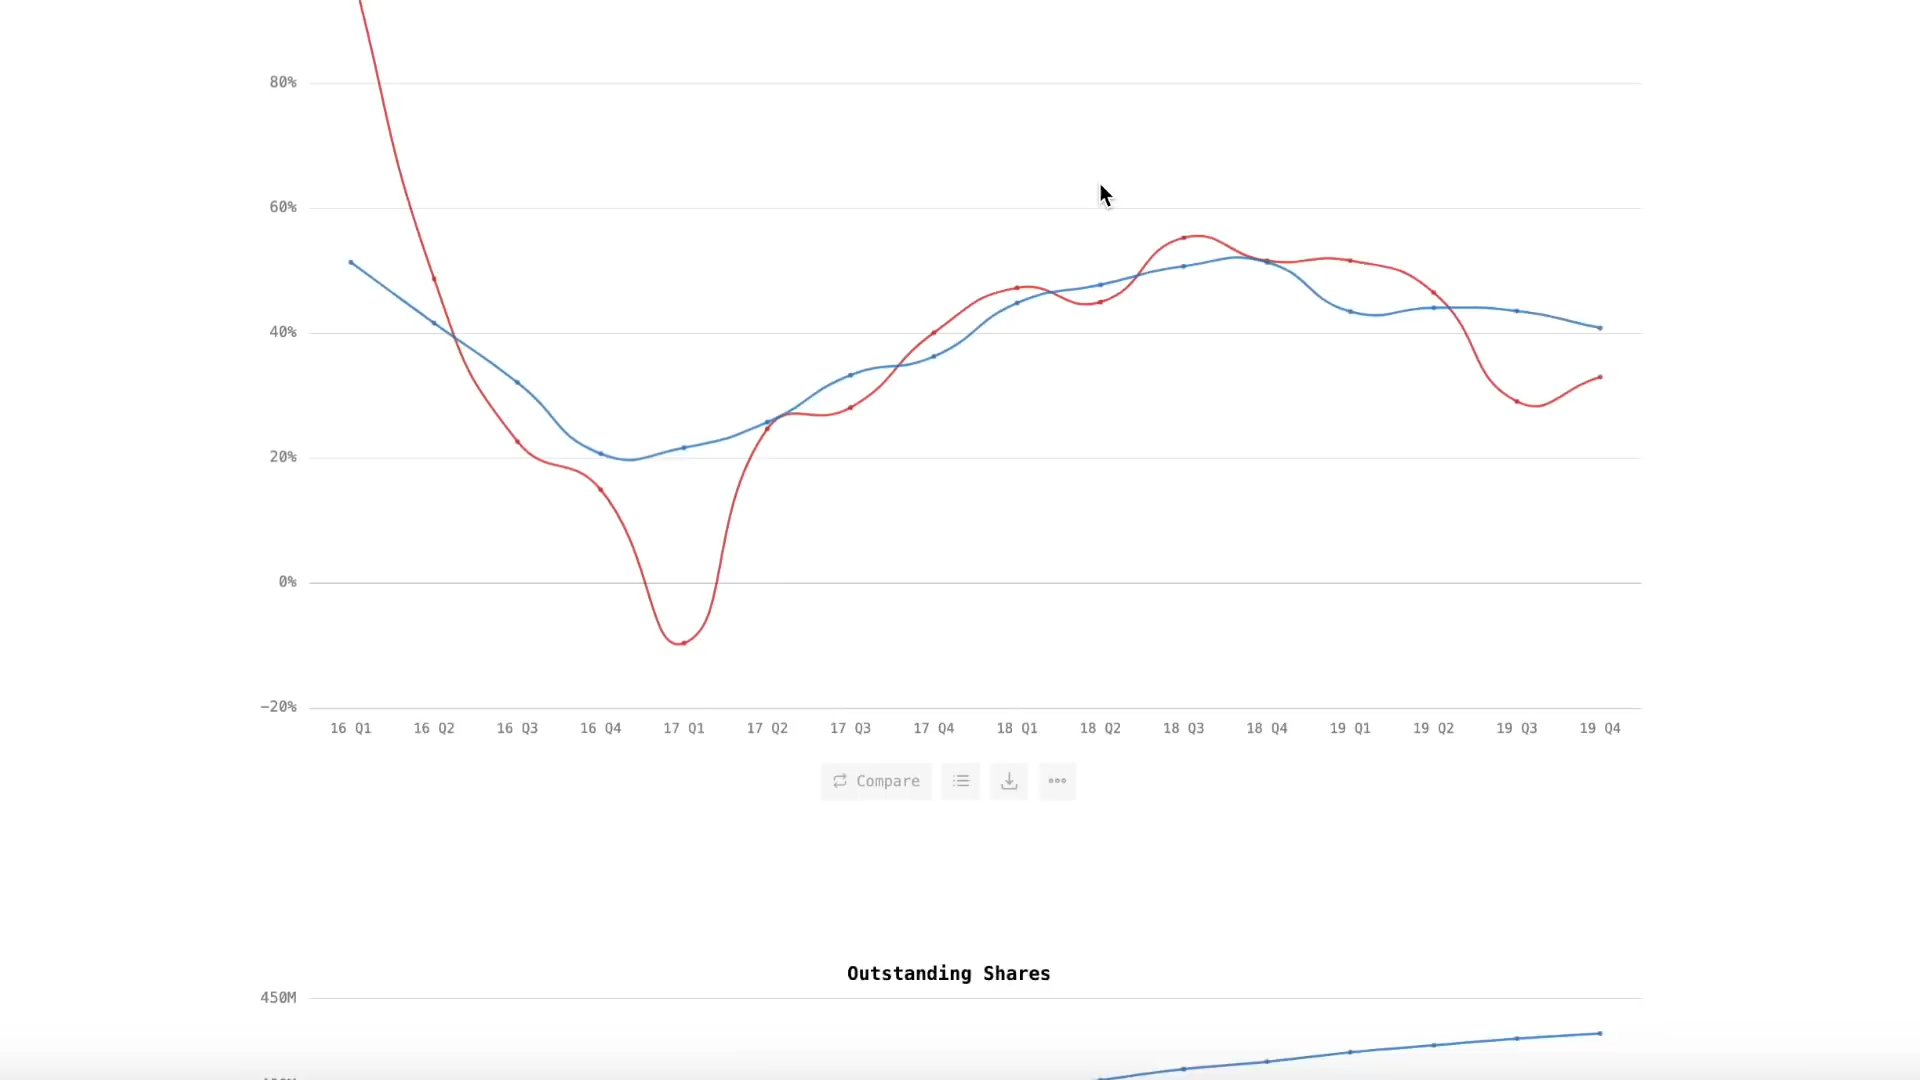 80%
60%
40%
20%
0%
−20%
16 Q1 16 Q2 16 Q3 16 Q4 17 Q1 17 Q2 17 Q3 17 Q4 18 Q1 18 Q2 18 Q3 18 Q4 19 Q1 19 Q2 19 Q3 19 Q4
Compare
Outstanding Shares
450M